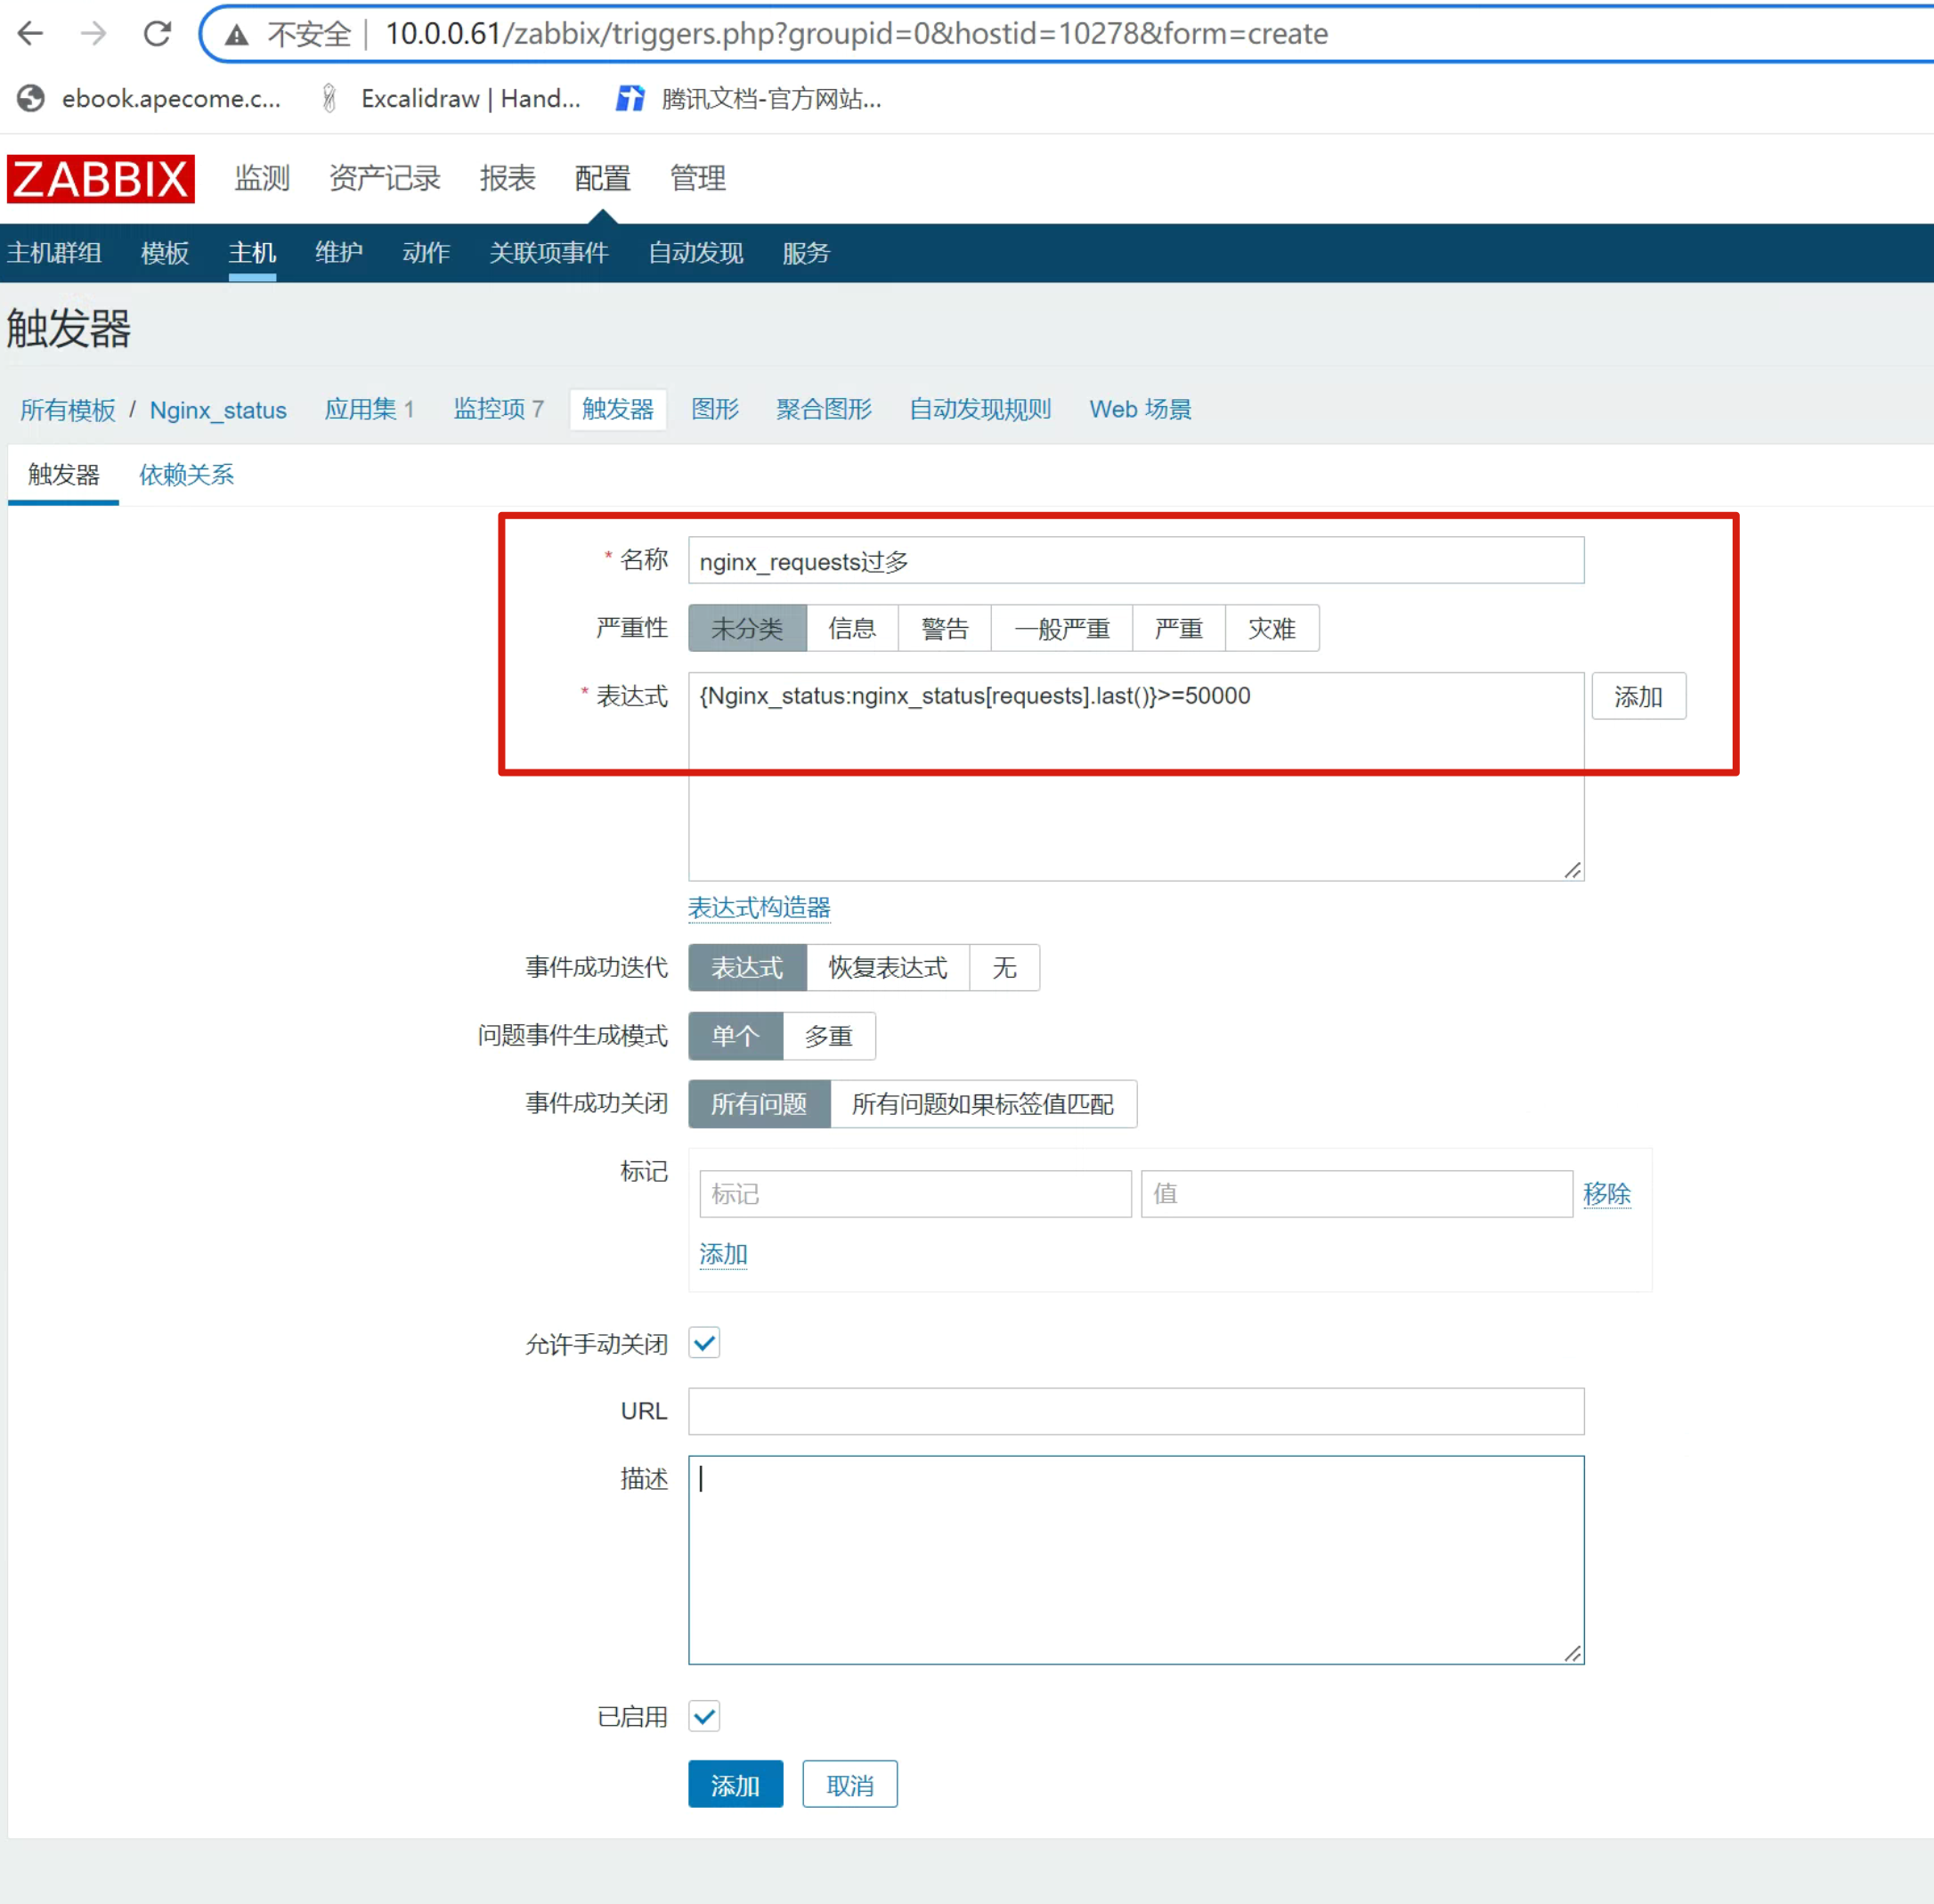 不安全 | 10.0.0.61/zabbix/triggers.php?groupid=0&hostid=10278&form=create
ebook.apecome.c... Excalidraw | Hand... 腾讯文档-官方网站...
ZABBIX 监测 资产记录 报表 配置 管理
主机群组 模板 主机 维护 动作 关联项事件 自动发现 服务
触发器
所有模板 / Nginx_status 应用集 1 监控项 7 触发器 图形 聚合图形 自动发现规则 Web 场景
触发器 依赖关系
* 名称 nginx_requests过多
严重性 未分类 信息 警告 一般严重 严重 灾难
* 表达式 {Nginx_status:nginx_status[requests].last()}>=50000 添加
表达式构造器
事件成功迭代 表达式 恢复表达式 无
问题事件生成模式 单个 多重
事件成功关闭 所有问题 所有问题如果标签值匹配
标记 标记 值 移除
添加
允许手动关闭
URL
描述
已启用
添加 取消